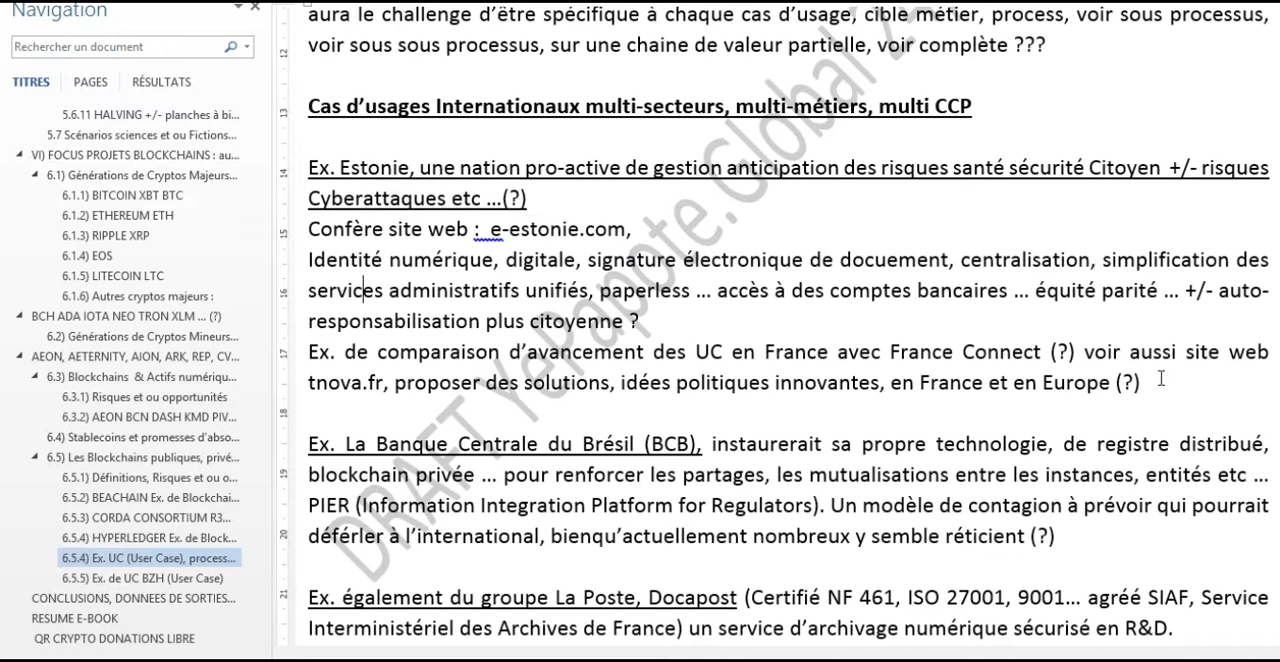 Navigation
Rechercher un document
TITRES PAGES RÉSULTATS
5.6.11 HALVING +/- planches à bi...
5.7 Scénarios sciences et ou Fictions...
VI) FOCUS PROJETS BLOCKCHAINS : au...
6.1) Générations de Cryptos Majeurs...
6.1.1) BITCOIN XBT BTC
6.1.2) ETHEREUM ETH
6.1.3) RIPPLE XRP
6.1.4) EOS
6.1.5) LITECOIN LTC
6.1.6) Autres cryptos majeurs :
BCH ADA IOTA NEO TRON XLM ... (?)
6.2) Générations de Cryptos Mineurs...
AEON, AETERNITY, AION, ARK, REP, CV...
6.3) Blockchains & Actifs numériqu...
6.3.1) Risques et ou opportunités
6.3.2) AEON BCN DASH KMD PIV...
6.4) Stablecoins et promesses d'abso...
6.5) Les Blockchains publiques, privé...
6.5.1) Définitions, Risques et ou o...
6.5.2) BEACHAIN Ex. de Blockchai...
6.5.3) CORDA CONSORTIUM R3...
6.5.4) HYPERLEDGER Ex. de Block...
6.5.4) Ex. UC (User Case), process...
6.5.5) Ex. de UC BZH (User Case)
CONCLUSIONS, DONNEES DE SORTIES...
RESUME E-BOOK
QR CRYPTO DONATIONS LIBRE
12
13
14
15
16
17
18
19
20
21
aura le challenge d'être spécifique à chaque cas d'usage, cible métier, process, voir sous processus,
voir sous sous processus, sur une chaine de valeur partielle, voir complète ???
Cas d'usages Internationaux multi-secteurs, multi-métiers, multi CCP
Ex. Estonie, une nation pro-active de gestion anticipation des risques santé sécurité Citoyen +/- risques
Cyberattaques etc ...(?)
Confère site web : e-estonie.com,
Identité numérique, digitale, signature électronique de docuement, centralisation, simplification des
services administratifs unifiés, paperless ... accès à des comptes bancaires ... équité parité ... +/- auto-
responsabilisation plus citoyenne ?
Ex. de comparaison d'avancement des UC en France avec France Connect (?) voir aussi site web
tnova.fr, proposer des solutions, idées politiques innovantes, en France et en Europe (?)
Ex. La Banque Centrale du Brésil (BCB), instaurerait sa propre technologie, de registre distribué,
blockchain privée ... pour renforcer les partages, les mutualisations entre les instances, entités etc ...
PIER (Information Integration Platform for Regulators). Un modèle de contagion à prévoir qui pourrait
déférler à l'international, bienqu'actuellement nombreux y semble réticient (?)
Ex. également du groupe La Poste, Docapost (Certifié NF 461, ISO 27001, 9001... agréé SIAF, Service
Interministériel des Archives de France) un service d'archivage numérique sécurisé en R&D.
DRAFT YePappte.Global